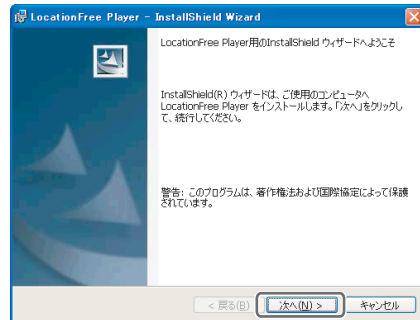 LocationFree Player - InstallShield Wizard
LocationFree Player用のInstallShield ウィザードへようこそ
InstallShield(R) ウィザードは、ご使用のコンピュータへ
LocationFree Player をインストールします。「次へ」をクリックし
て、続行してください。
警告: このプログラムは、著作権法および国際協定によって保護
されています。
< 戻る(B)
次へ(N) >
キャンセル